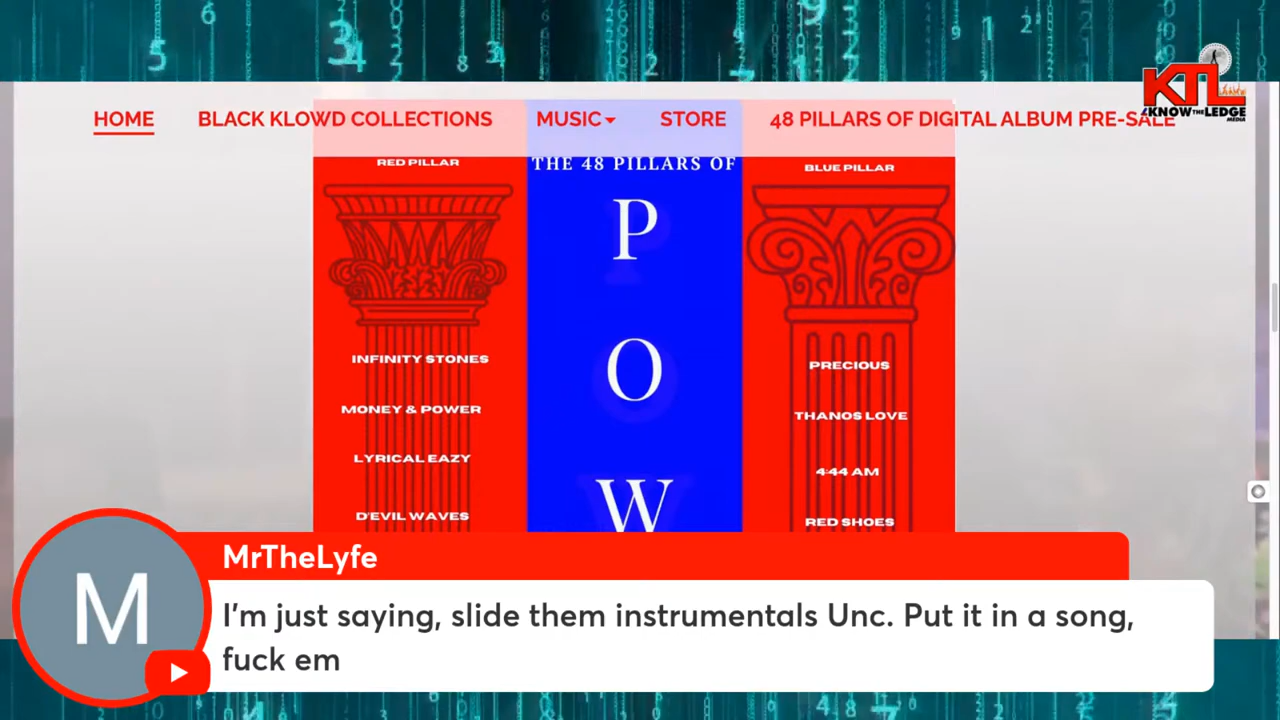 KTL
KNOW THE LEDGE
MEDIA
HOME BLACK KLOWD COLLECTIONS MUSIC STORE 48 PILLARS OF DIGITAL ALBUM PRE-SALE
RED PILLAR
INFINITY STONES
MONEY & POWER
LYRICAL EAZY
D'EVIL WAVES
THE 48 PILLARS OF
P
O
W
BLUE PILLAR
PRECIOUS
THANOS LOVE
4:44 AM
RED SHOES
M
MrTheLyfe
I'm just saying, slide them instrumentals Unc. Put it in a song,
fuck em